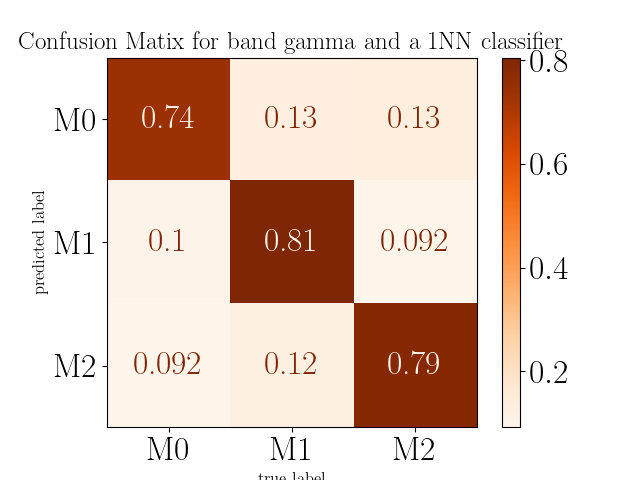 Confusion Matix for band gamma and a 1NN classifier
0.8
M0 0.74 0.13 0.13
0.6
predicted label
M1 0.1 0.81 0.092
0.4
M2 0.092 0.12 0.79
0.2
M0 M1 M2
true label